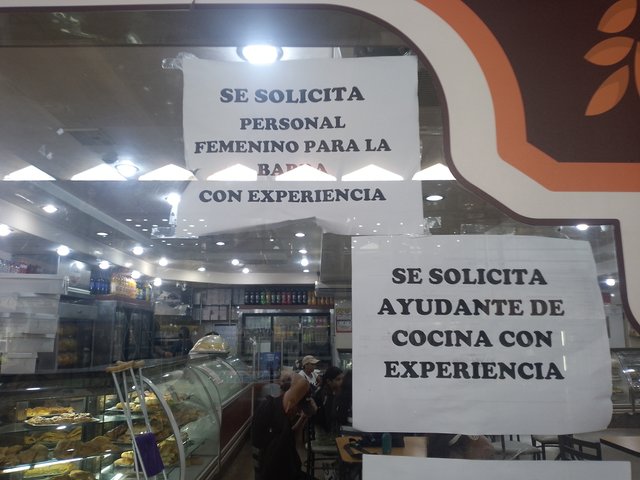 SE SOLICITA
PERSONAL
FEMENINO PARA LA
BARRA
CON EXPERIENCIA
SE SOLICITA
AYUDANTE DE
COCINA CON
EXPERIENCIA